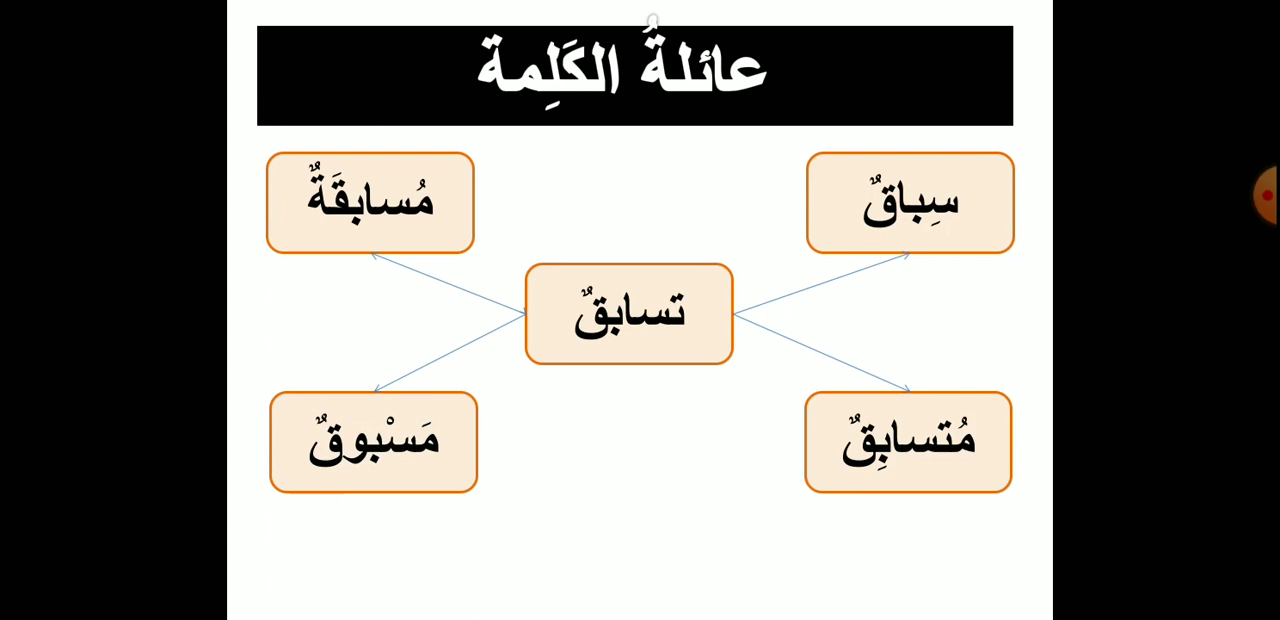 عائلةُ الكَلِمة
سِباقٌ
مُسابقَةٌ
تسابقٌ
مُتسابِقٌ
مَسْبوقٌ